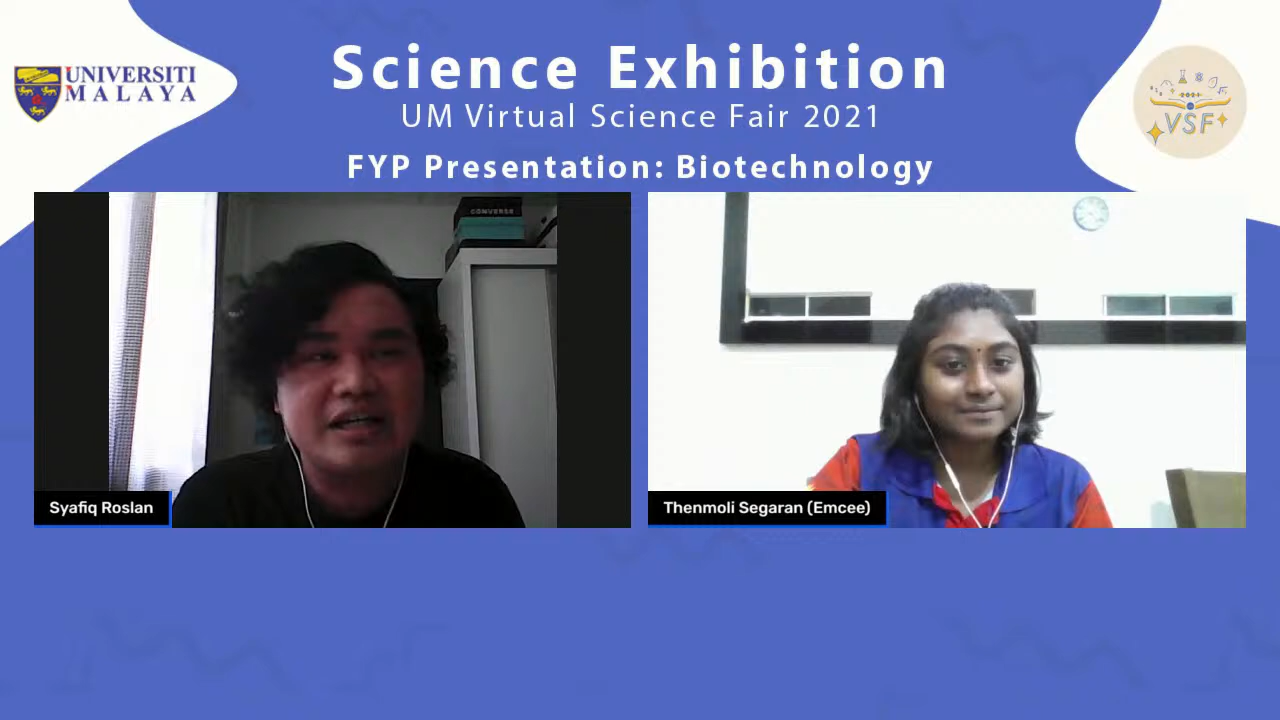 UNIVERSITI
MALAYA
Science Exhibition
UM Virtual Science Fair 2021
FYP Presentation: Biotechnology
2021
VSF
CONVERSE
Syafiq Roslan
Thenmoli Segaran (Emcee)